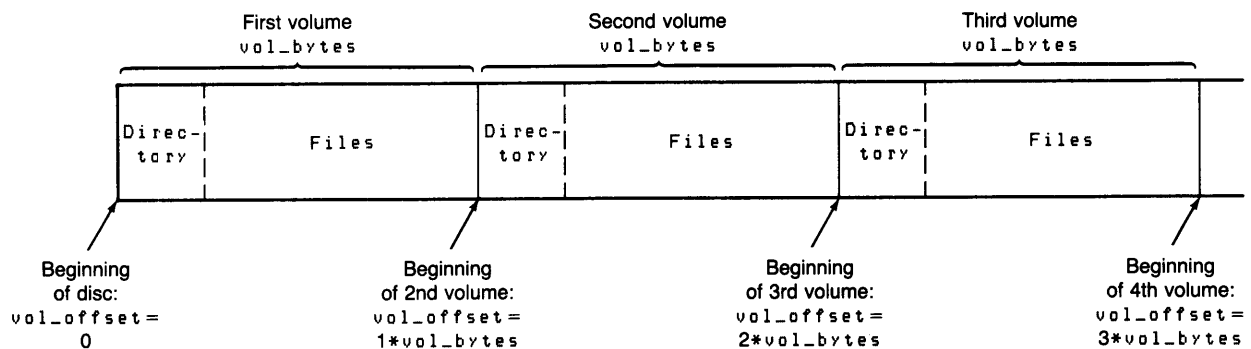 First volume
vol_bytes
Second volume
vol_bytes
Third volume
vol_bytes
Direc-
tory
Files
Direc-
tory
Files
Direc-
tory
Files
Beginning
of disc:
vol_offset=
0
Beginning
of 2nd volume:
vol_offset=
1*vol_bytes
Beginning
of 3rd volume:
vol_offset=
2*vol_bytes
Beginning
of 4th volume:
vol_offset=
3*vol_bytes